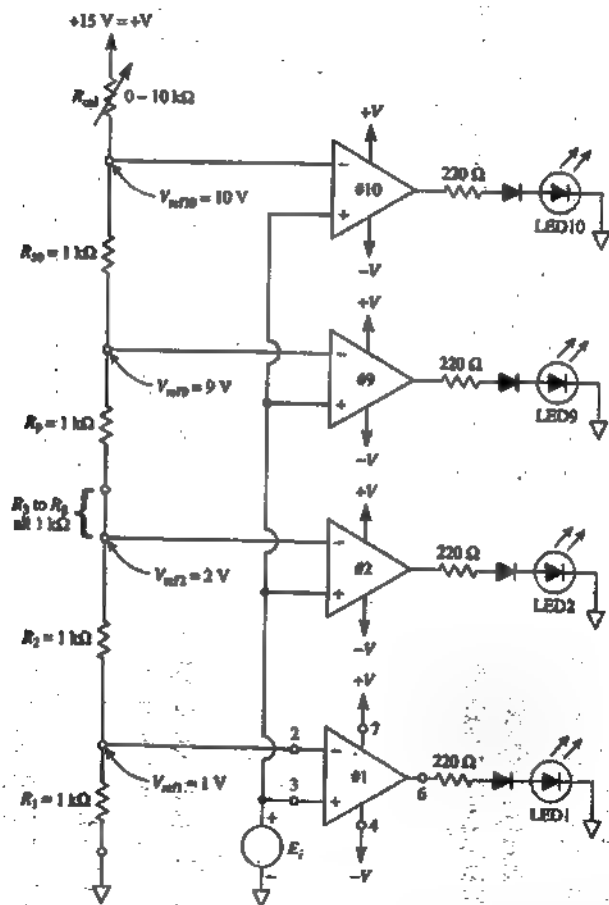 +15 V = +V
R_cal 0 – 10 kΩ
+V
220 Ω
–
#10
+
V_ref10 = 10 V
LED10
–V
R_10 = 1 kΩ
+V
220 Ω
–
#9
+
V_ref9 = 9 V
LED9
–V
R_9 = 1 kΩ
R_3 to R_8
all 1 kΩ
+V
220 Ω
–
#2
+
V_ref2 = 2 V
LED2
–V
R_2 = 1 kΩ
+V
7
2
–
#1
220 Ω
6
3
+
V_ref1 = 1 V
LED1
4
R_1 = 1 kΩ
+
E_i
–
–V